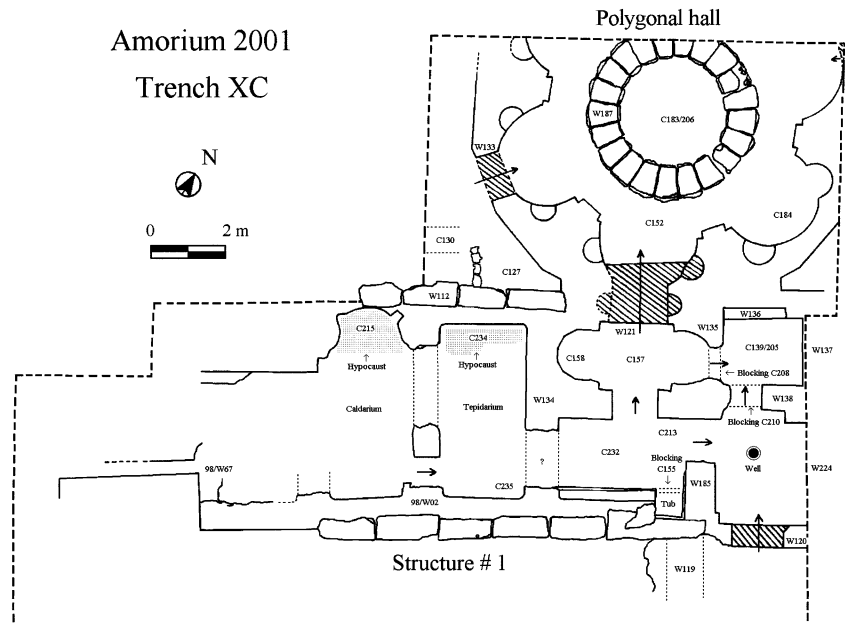 Polygonal hall
Amorium 2001
Trench XC
N
0 2 m
W187
C183/206
W133
C152
C184
C130
C127
W112
W136
C215
C234
W121
W135
C139/205
W137
Hypocaust
Hypocaust
C158
C157
Blocking C208
Caldarium
Tepidarium
W134
W138
Blocking C210
C213
C232
98/W67
?
Blocking
C155
Well
W224
C235
W185
98/W02
Tub
W120
Structure # 1
W119